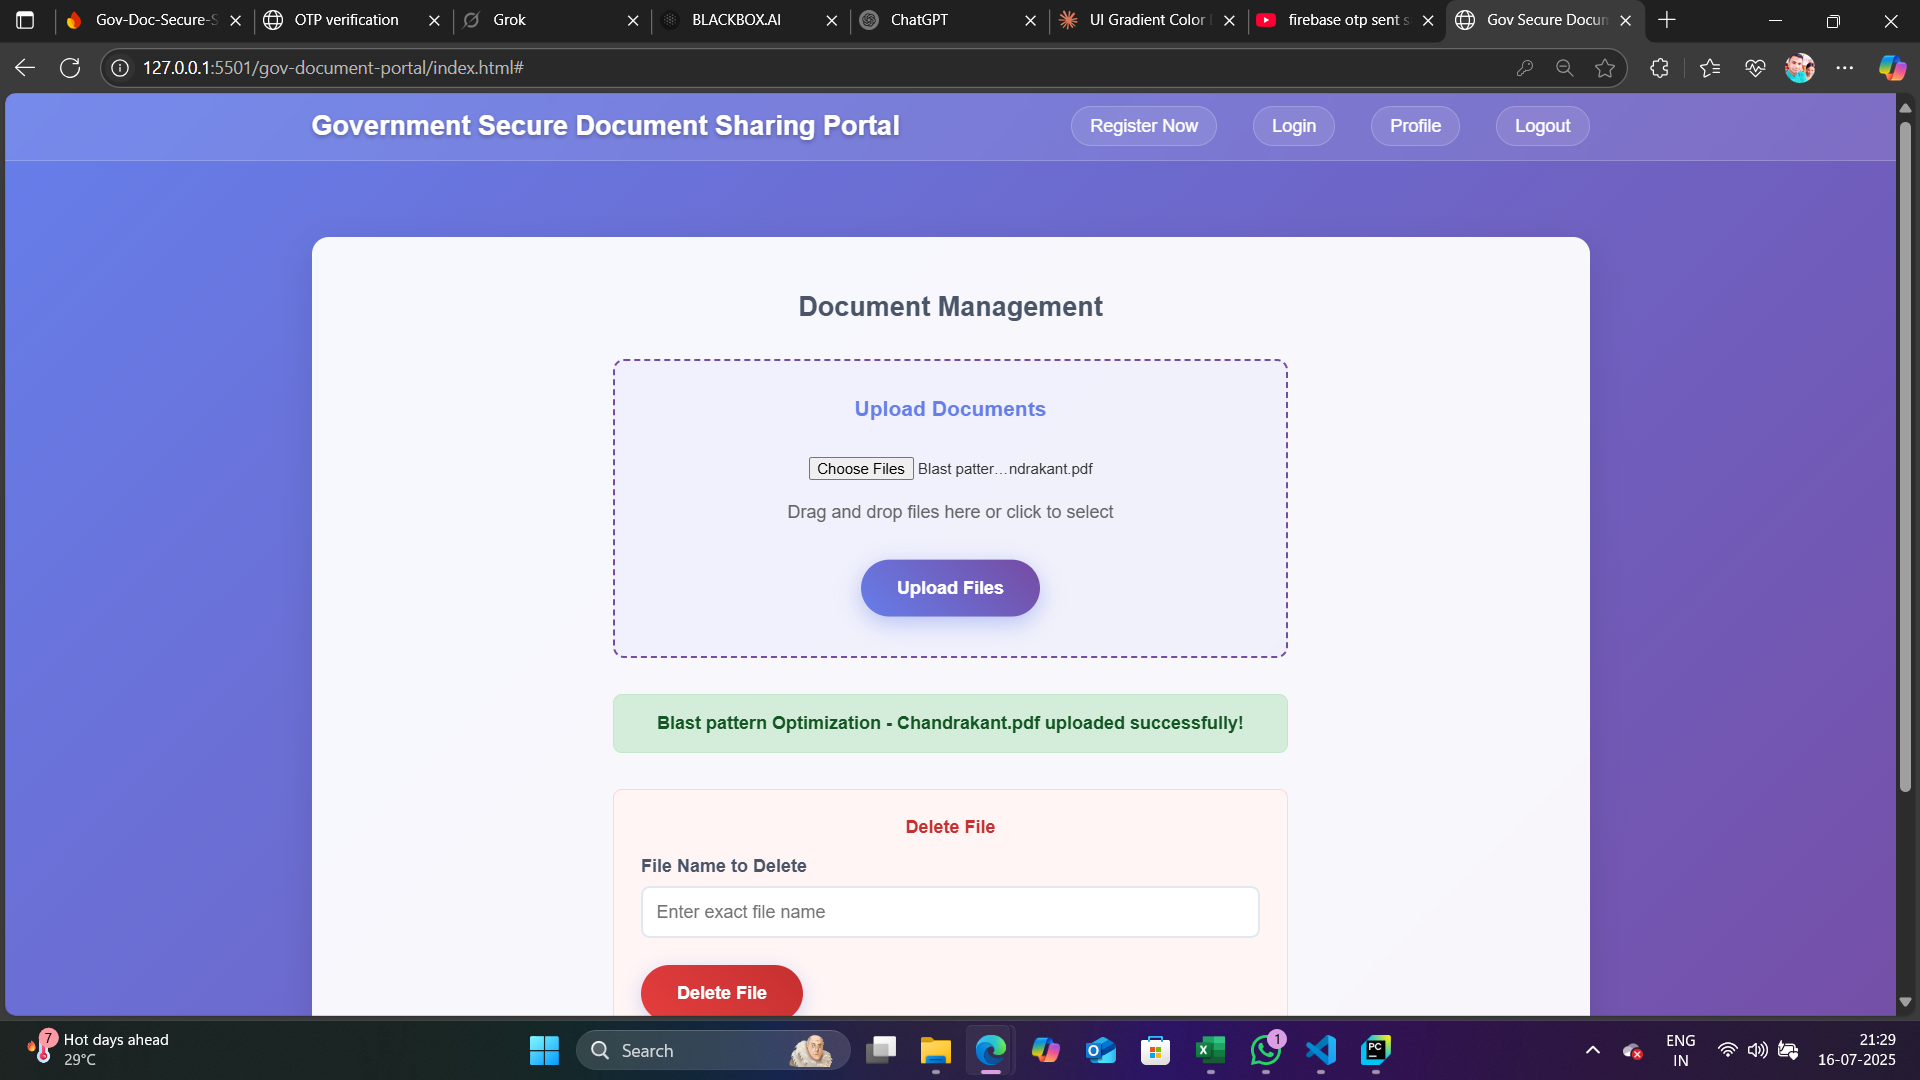 Gov-Doc-Secure-S
OTP verification
Grok
BLACKBOX.AI
ChatGPT
UI Gradient Color
firebase otp sent s
Gov Secure Docum
127.0.0.1:5501/gov-document-portal/index.html#
Government Secure Document Sharing Portal
Register Now
Login
Profile
Logout
Document Management
Upload Documents
Choose Files Blast patter...ndrakant.pdf
Drag and drop files here or click to select
Upload Files
Blast pattern Optimization - Chandrakant.pdf uploaded successfully!
Delete File
File Name to Delete
Enter exact file name
Delete File
7
Hot days ahead
29°C
Search
1
ENG
IN
21:29
16-07-2025